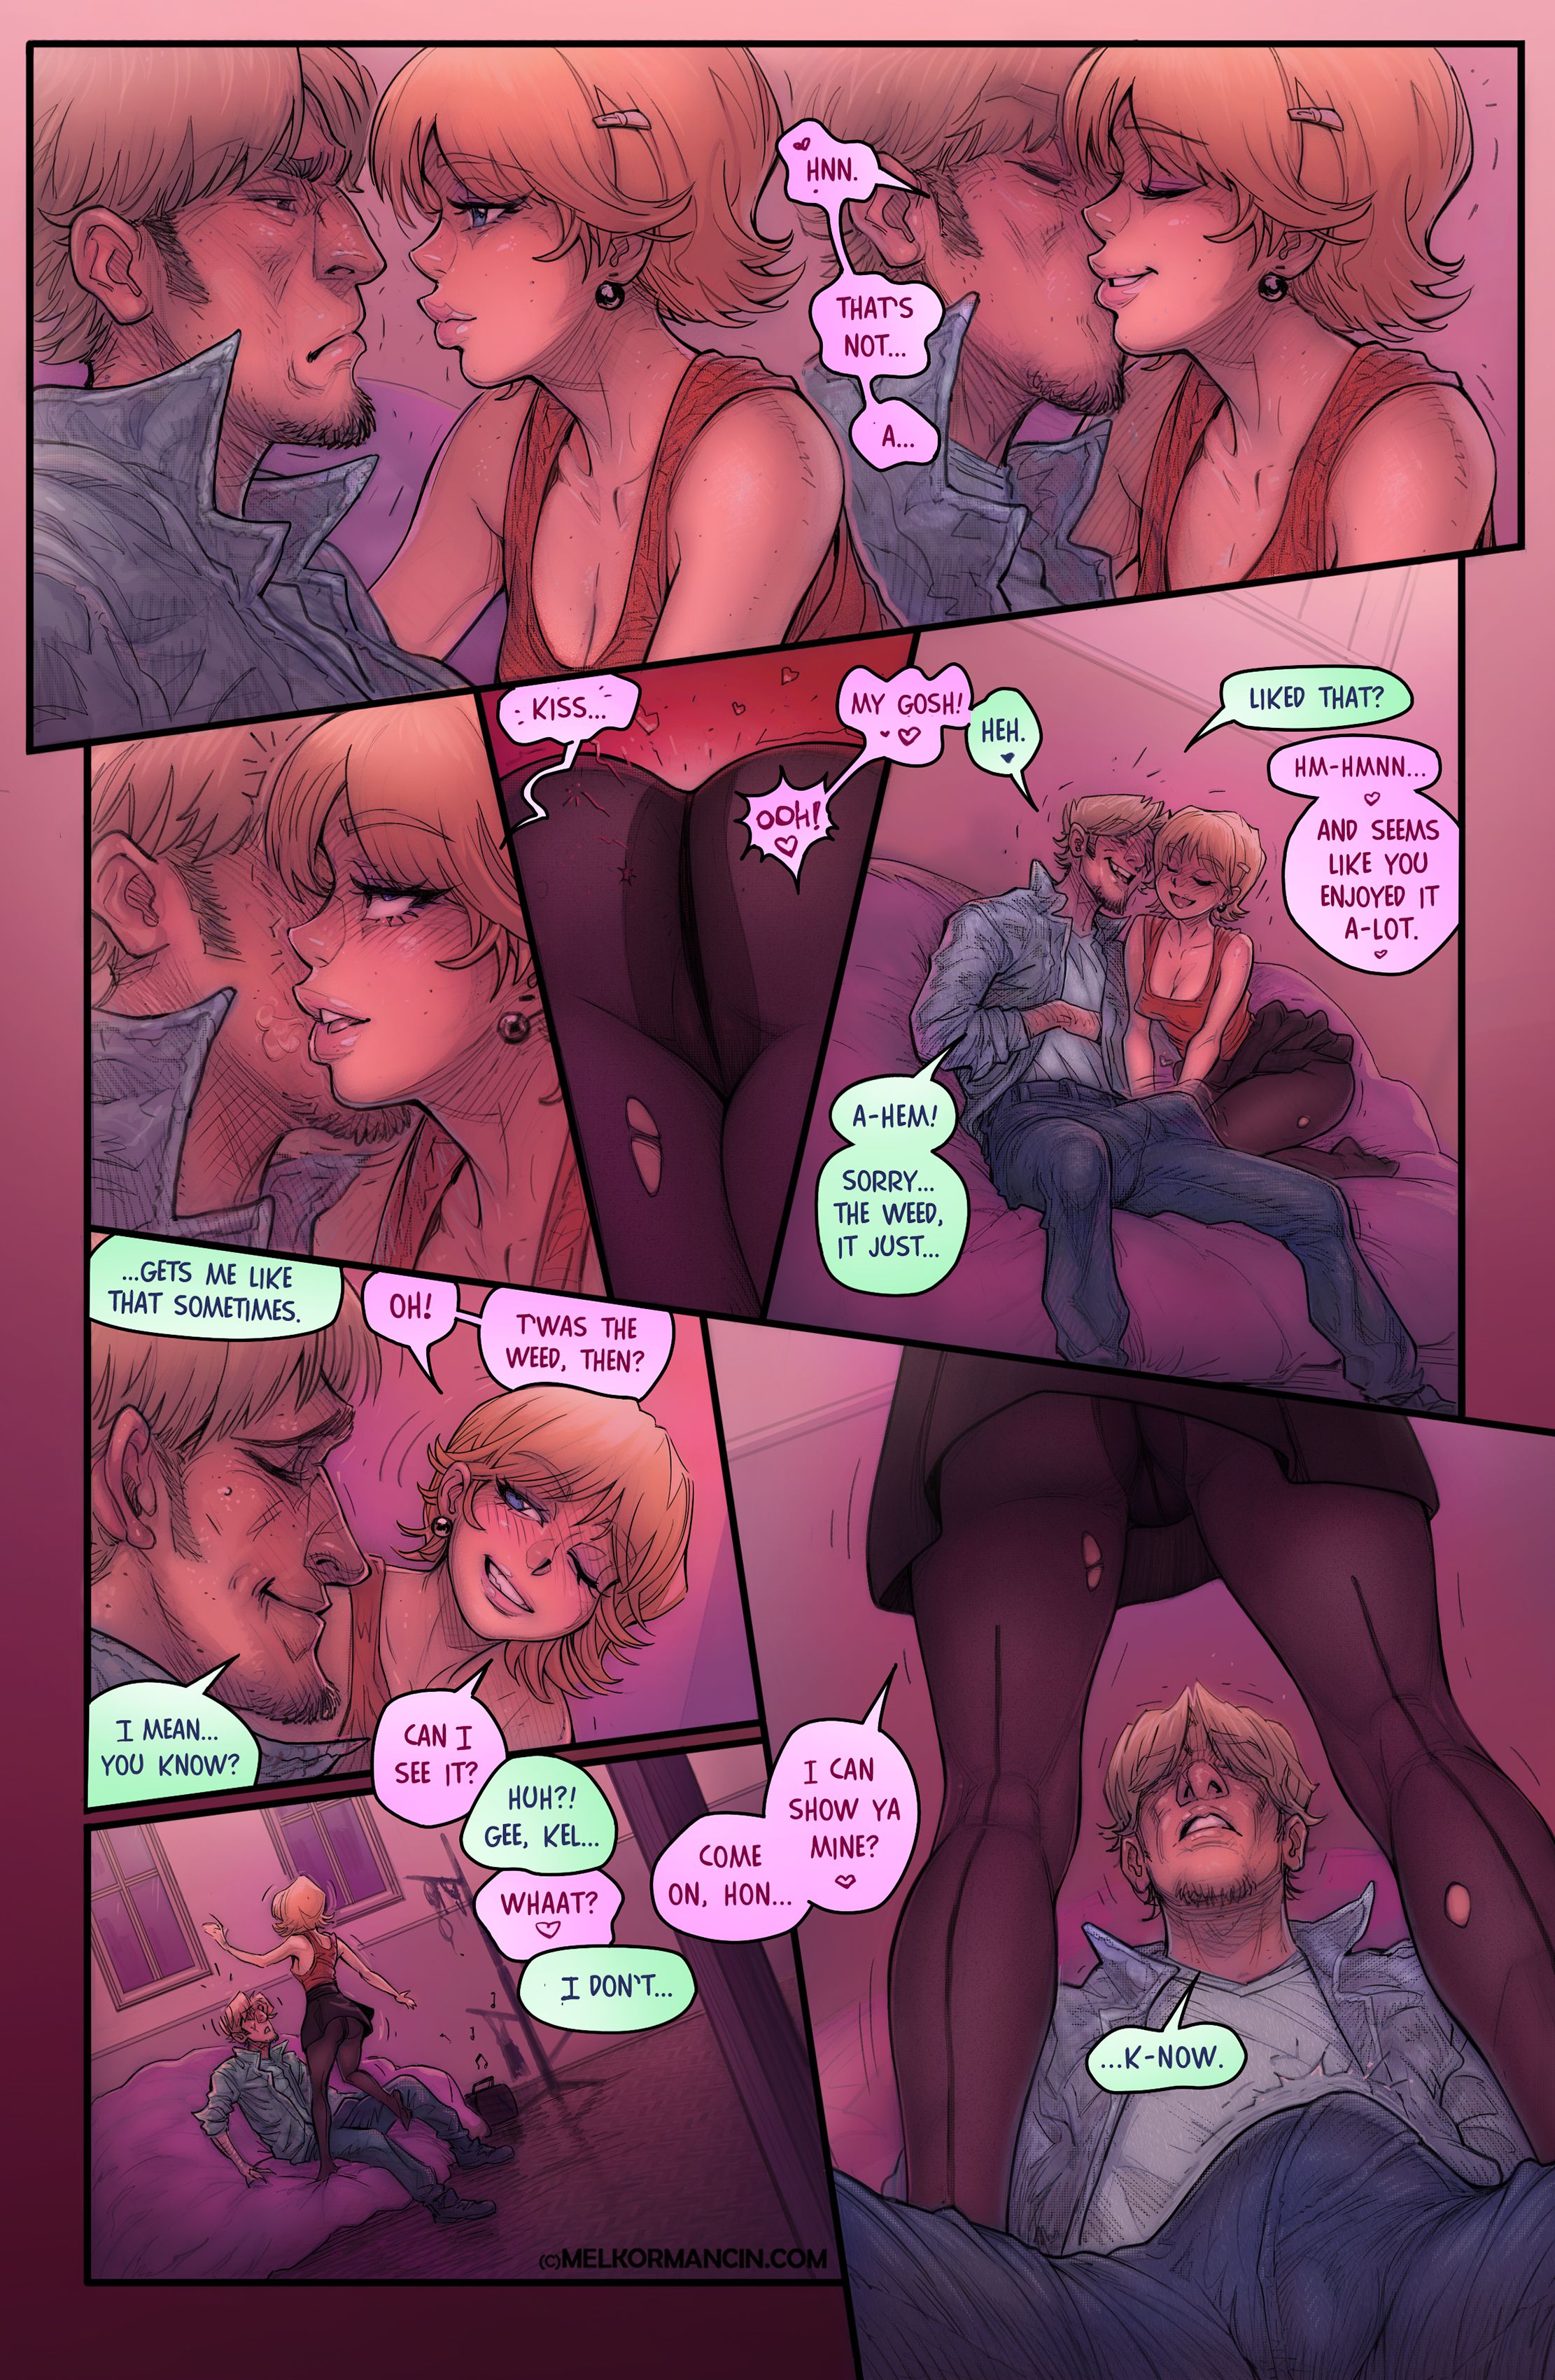 HNN.
THAT'S
NOT...
A...
KISS...
OOH!
MY GOSH!
HEH.
LIKED THAT?
HM-HMNN...
AND SEEMS
LIKE YOU
ENJOYED IT
A-LOT.
A-HEM!
SORRY...
THE WEED,
IT JUST...
...GETS ME LIKE
THAT SOMETIMES.
OH!
T'WAS THE
WEED, THEN?
I MEAN...
YOU KNOW?
CAN I
SEE IT?
HUH?!
GEE, KEL...
WHAAT?
I DON'T...
COME
ON, HON...
I CAN
SHOW YA
MINE?
...K-NOW.
(C)MELKORMANCIN.COM